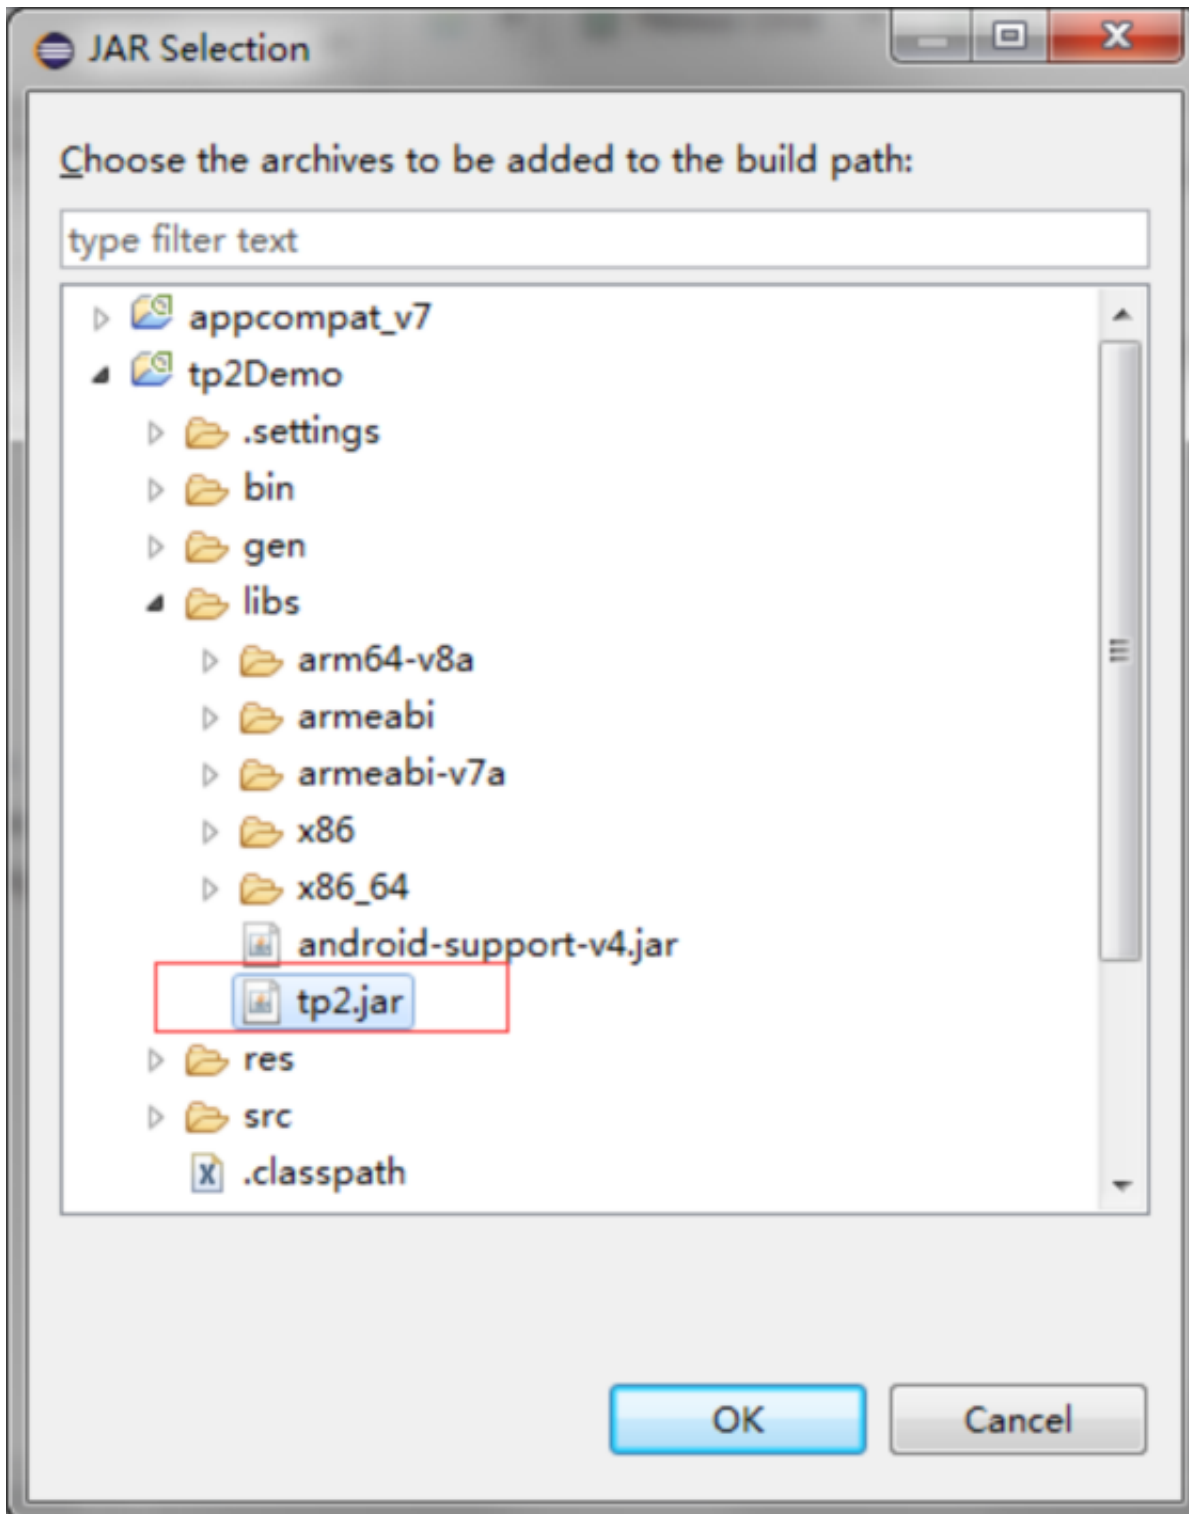 JAR Selection
Choose the archives to be added to the build path:
type filter text
appcompat_v7
tp2Demo
.settings
bin
gen
libs
arm64-v8a
armeabi
armeabi-v7a
x86
x86_64
android-support-v4.jar
tp2.jar
res
src
.classpath
OK Cancel